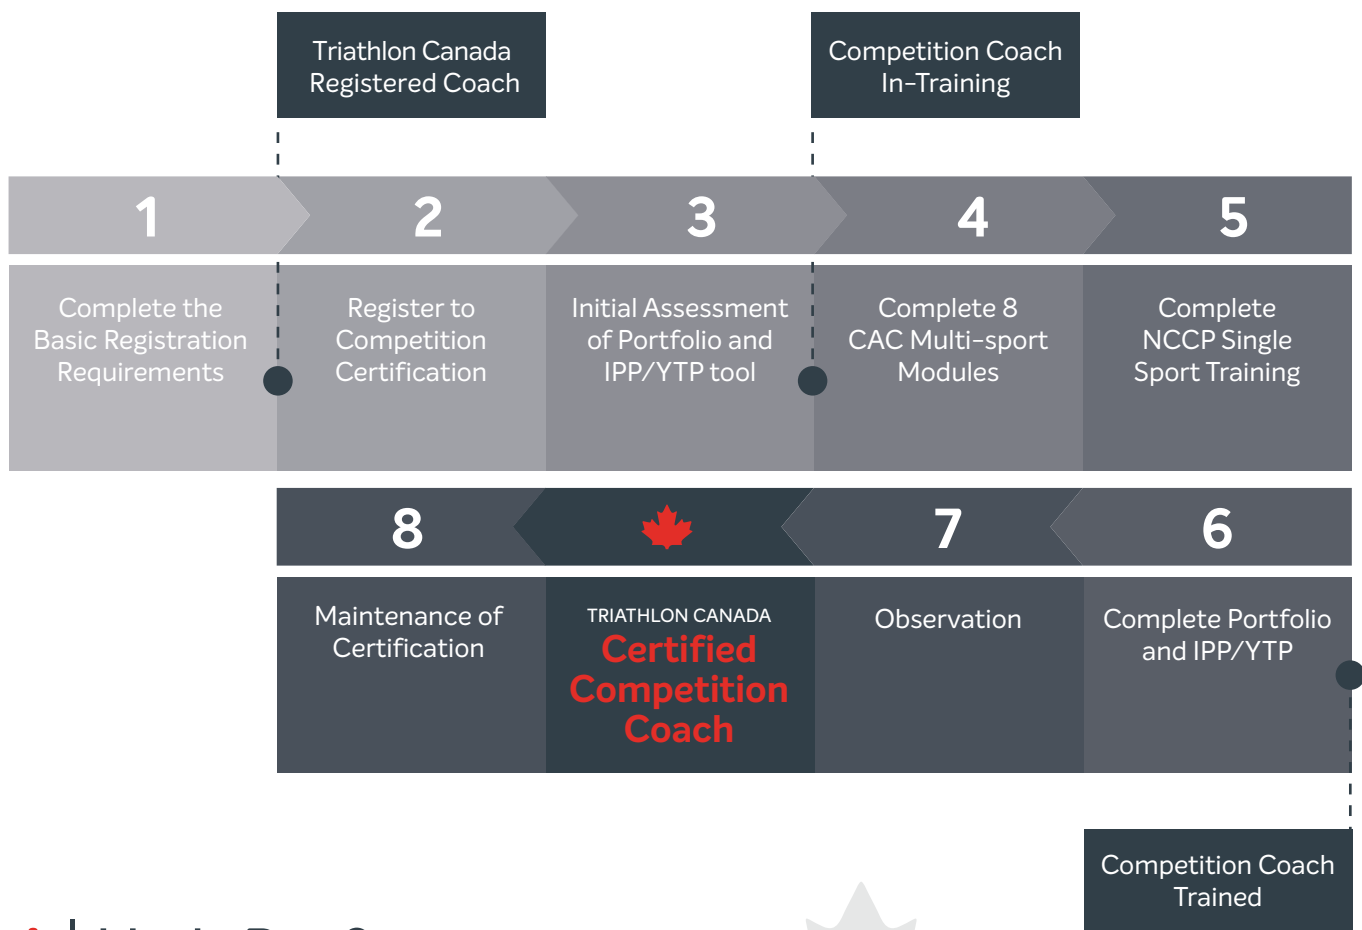 Triathlon Canada
Registered Coach
Competition Coach
In-Training
1
2
3
4
5
Complete the
Basic Registration
Requirements
Register to
Competition
Certification
Initial Assessment
of Portfolio and
IPP/YTP tool
Complete 8
CAC Multi-sport
Modules
Complete
NCCP Single
Sport Training
8
7
6
Maintenance of
Certification
TRIATHLON CANADA
Certified
Competition
Coach
Observation
Complete Portfolio
and IPP/YTP
Competition Coach
Trained